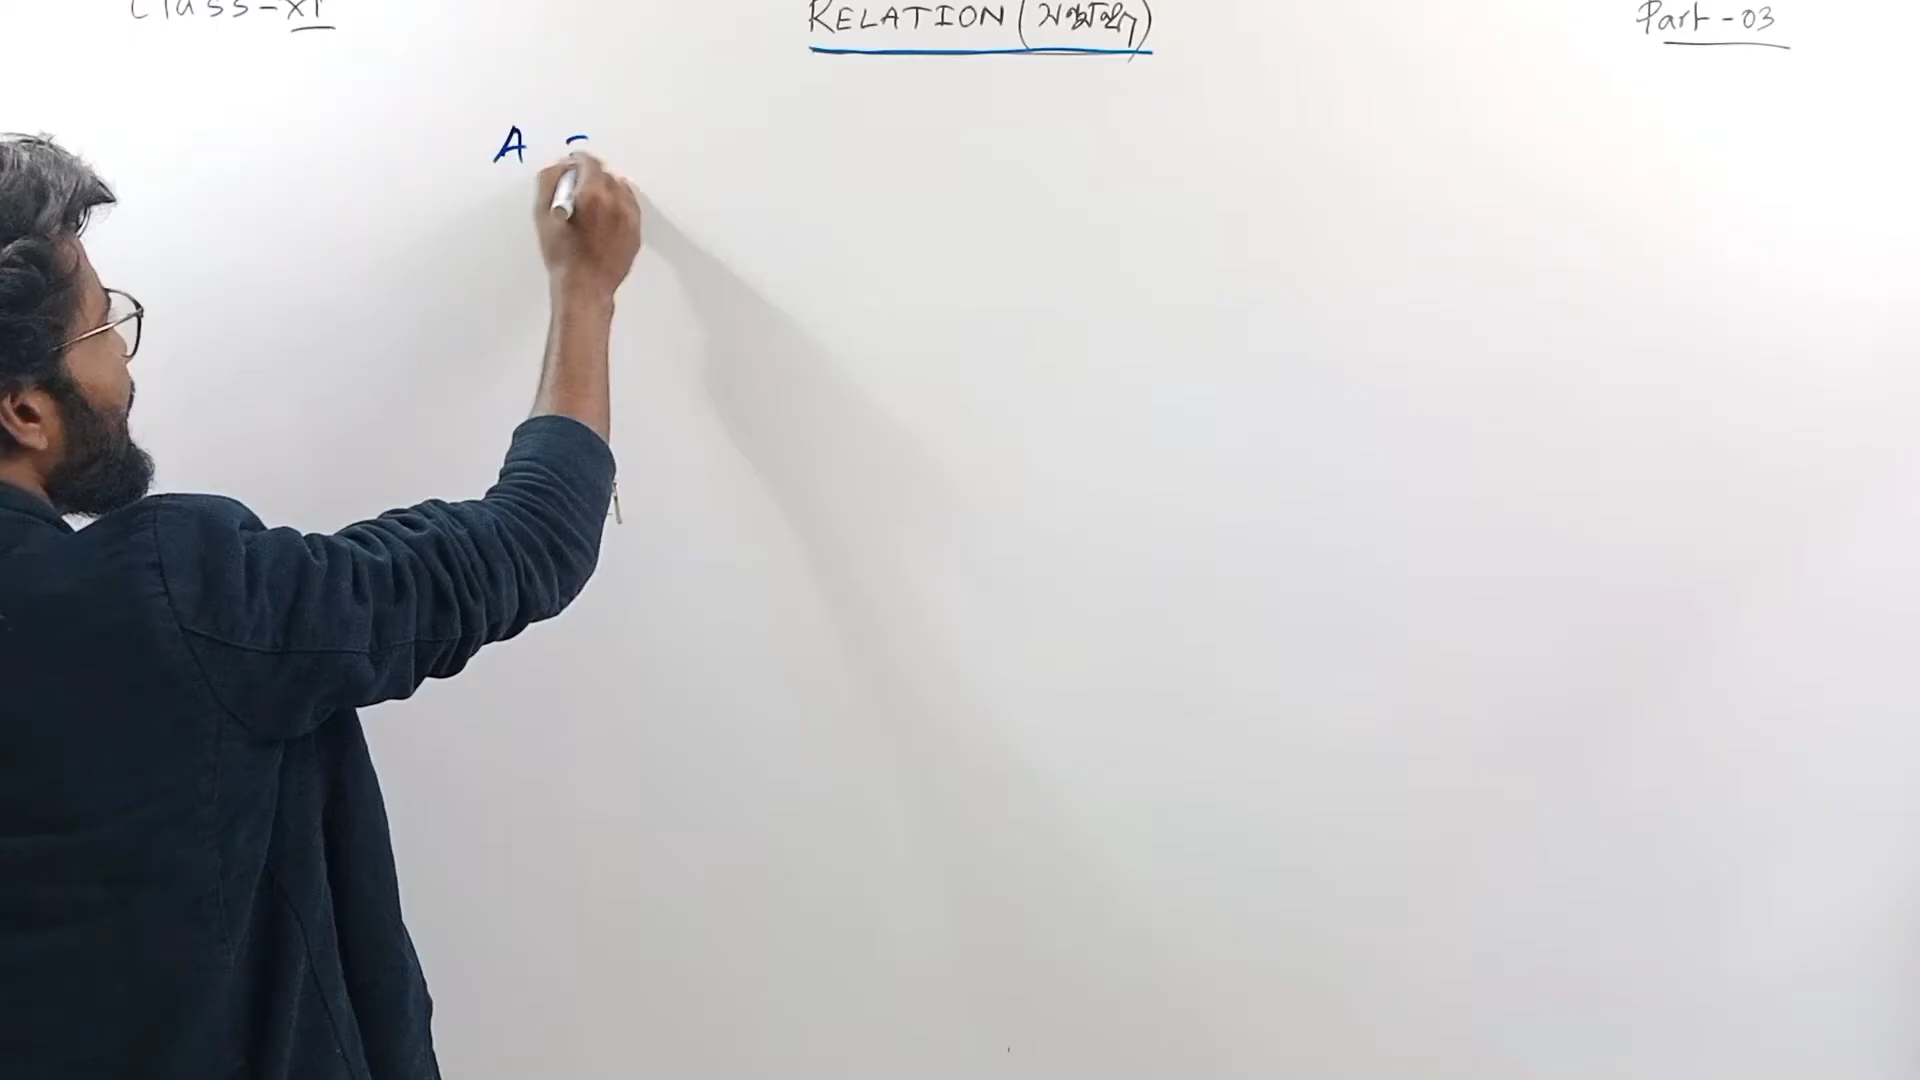 Class-XI
RELATION (সম্বন্ধ)
Part-03
A =